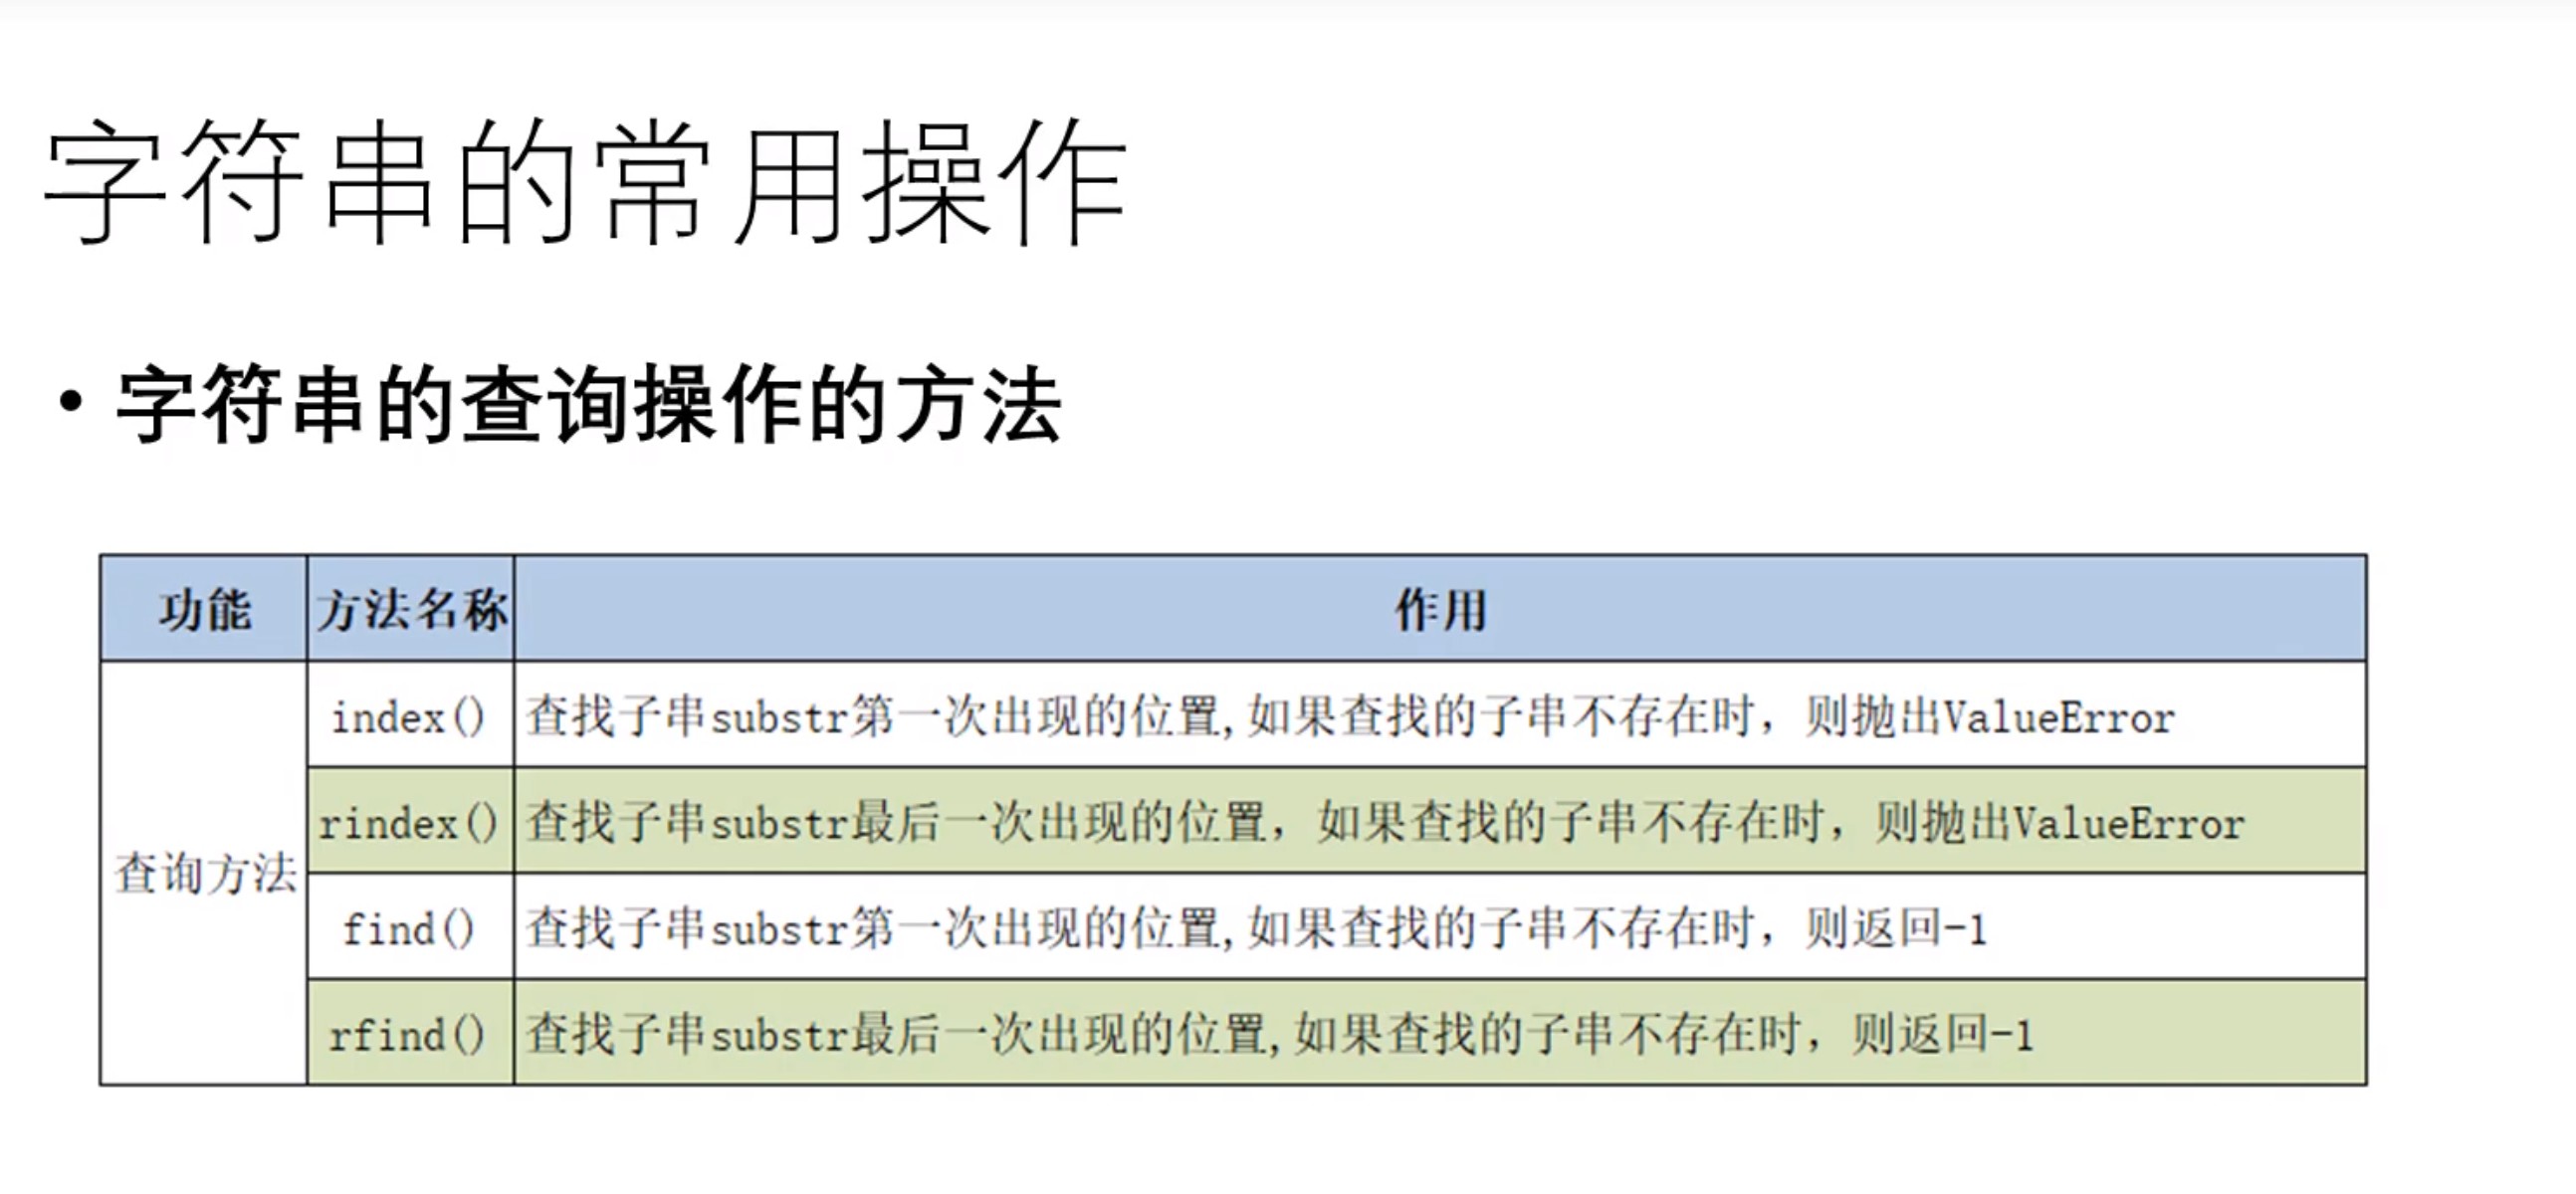 字符串的常用操作
• 字符串的查询操作的方法
功能 方法名称 作用
查询方法
index() 查找子串substr第一次出现的位置,如果查找的子串不存在时，则抛出ValueError
rindex() 查找子串substr最后一次出现的位置，如果查找的子串不存在时，则抛出ValueError
find() 查找子串substr第一次出现的位置,如果查找的子串不存在时，则返回-1
rfind() 查找子串substr最后一次出现的位置,如果查找的子串不存在时，则返回-1